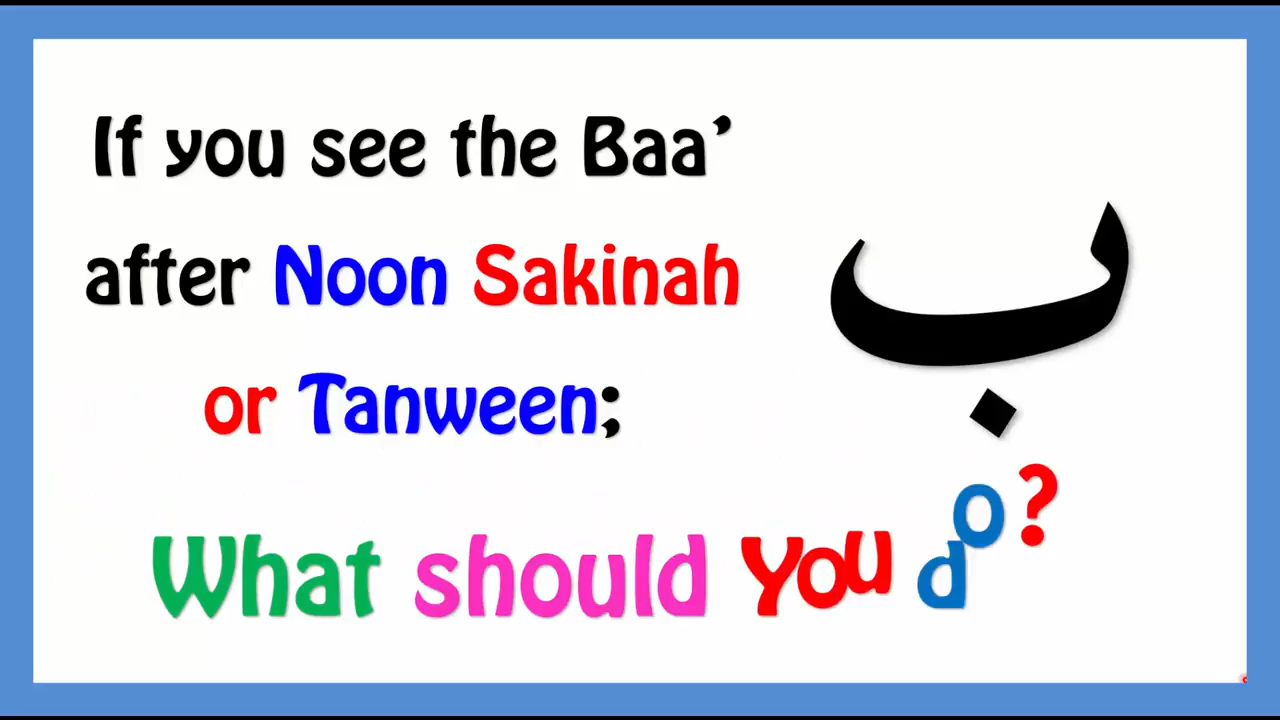 If you see the Baa’
after Noon Sakinah
or Tanween;
ب
What should You do?